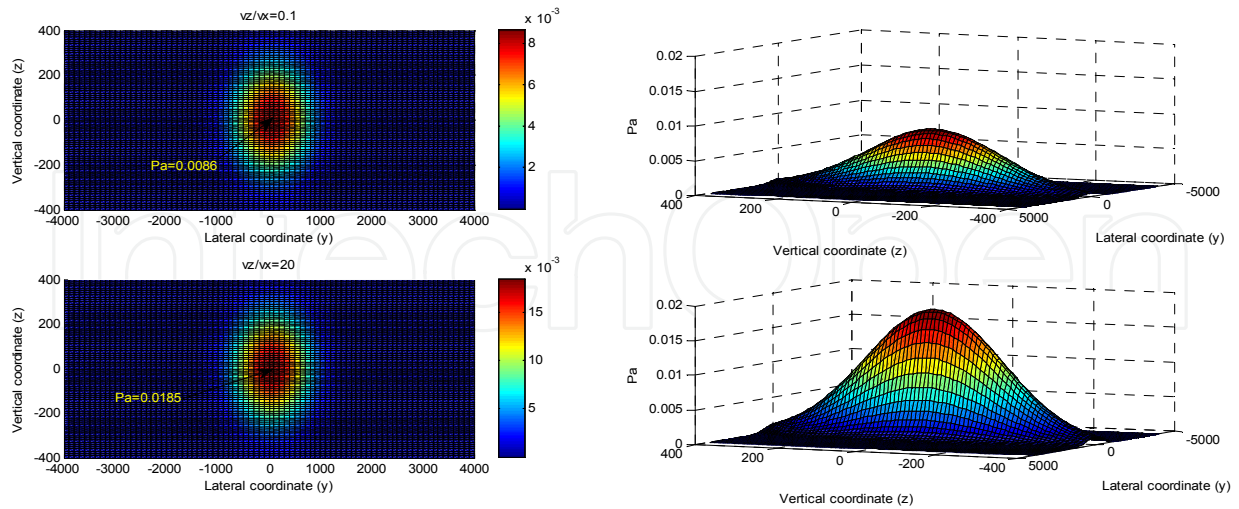 vz/vx=0.1
x 10^-3
400
200
0
-200
-400
Vertical coordinate (z)
Pa=0.0086
-4000 -3000 -2000 -1000 0 1000 2000 3000 4000
Lateral coordinate (y)
8
6
4
2
0.02
0.015
0.01
0.005
0
Pa
400 200 0 -200 -400
Vertical coordinate (z)
5000 0 -5000
Lateral coordinate (y)
vz/vx=20
x 10^-3
400
200
0
-200
-400
Vertical coordinate (z)
Pa=0.0185
-4000 -3000 -2000 -1000 0 1000 2000 3000 4000
Lateral coordinate (y)
15
10
5
0.02
0.015
0.01
0.005
0
Pa
400 200 0 -200 -400
Vertical coordinate (z)
5000 0 -5000
Lateral coordinate (y)
intechopen